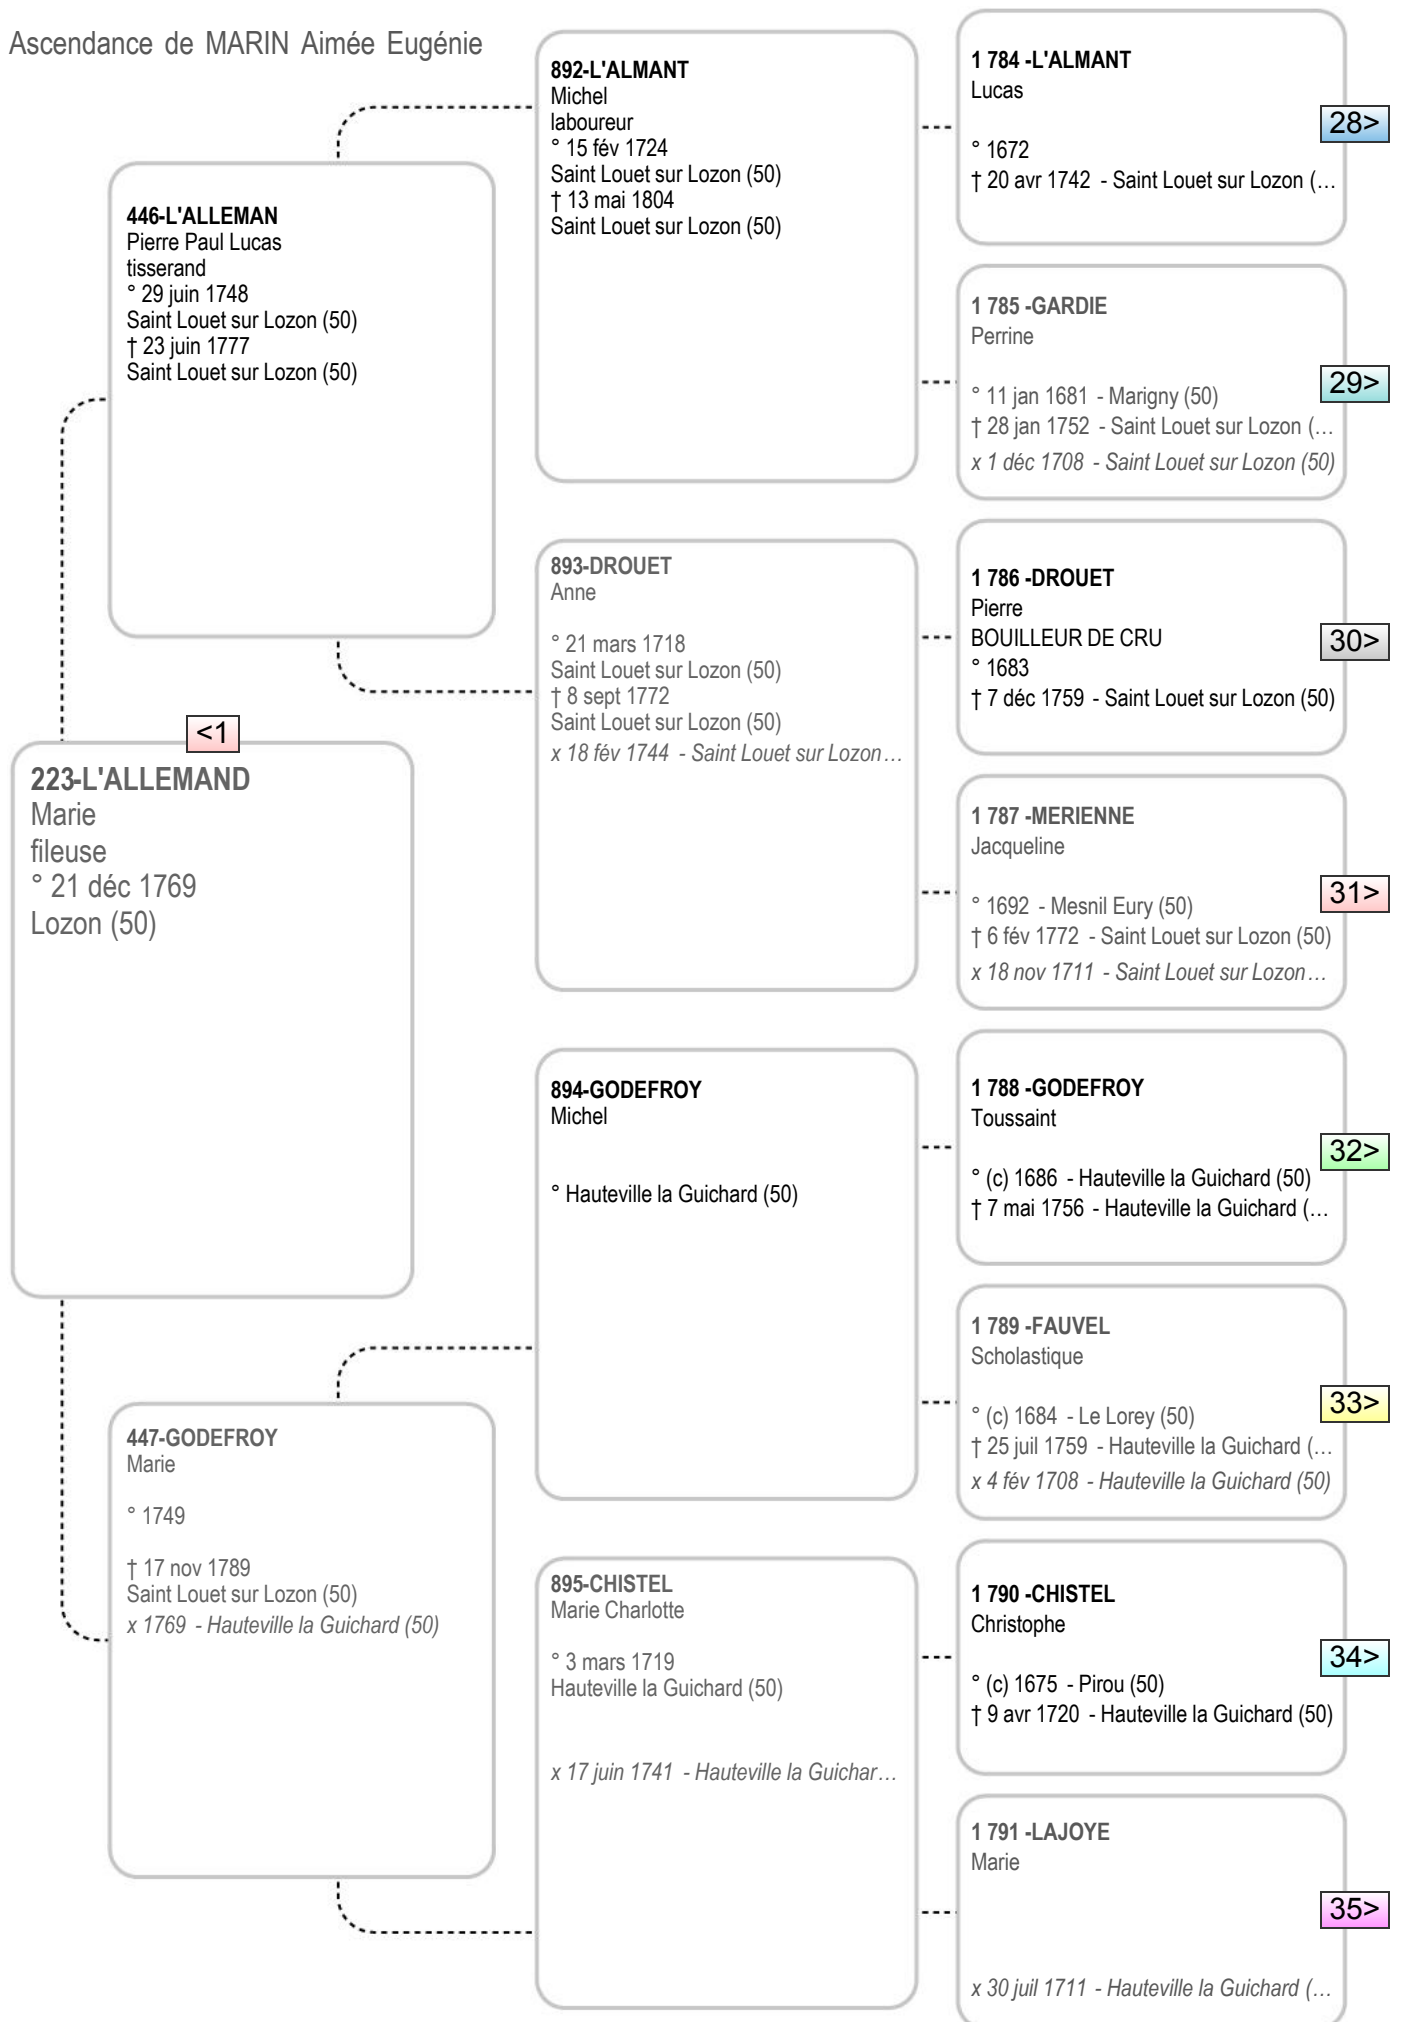 Ascendance de MARIN Aimée Eugénie
<1
223-L'ALLEMAND
Marie
fileuse
° 21 déc 1769
Lozon (50)
446-L'ALLEMAN
Pierre Paul Lucas
tisserand
° 29 juin 1748
Saint Louet sur Lozon (50)
† 23 juin 1777
Saint Louet sur Lozon (50)
447-GODEFROY
Marie
° 1749
† 17 nov 1789
Saint Louet sur Lozon (50)
x 1769 - Hauteville la Guichard (50)
892-L'ALMANT
Michel
laboureur
° 15 fév 1724
Saint Louet sur Lozon (50)
† 13 mai 1804
Saint Louet sur Lozon (50)
893-DROUET
Anne
° 21 mars 1718
Saint Louet sur Lozon (50)
† 8 sept 1772
Saint Louet sur Lozon (50)
x 18 fév 1744 - Saint Louet sur Lozon…
894-GODEFROY
Michel
° Hauteville la Guichard (50)
895-CHISTEL
Marie Charlotte
° 3 mars 1719
Hauteville la Guichard (50)
x 17 juin 1741 - Hauteville la Guichar…
1 784 -L'ALMANT
Lucas
28>
° 1672
† 20 avr 1742 - Saint Louet sur Lozon (…
1 785 -GARDIE
Perrine
29>
° 11 jan 1681 - Marigny (50)
† 28 jan 1752 - Saint Louet sur Lozon (…
x 1 déc 1708 - Saint Louet sur Lozon (50)
1 786 -DROUET
Pierre
BOUILLEUR DE CRU
30>
° 1683
† 7 déc 1759 - Saint Louet sur Lozon (50)
1 787 -MERIENNE
Jacqueline
31>
° 1692 - Mesnil Eury (50)
† 6 fév 1772 - Saint Louet sur Lozon (50)
x 18 nov 1711 - Saint Louet sur Lozon…
1 788 -GODEFROY
Toussaint
32>
° (c) 1686 - Hauteville la Guichard (50)
† 7 mai 1756 - Hauteville la Guichard (…
1 789 -FAUVEL
Scholastique
33>
° (c) 1684 - Le Lorey (50)
† 25 juil 1759 - Hauteville la Guichard (…
x 4 fév 1708 - Hauteville la Guichard (50)
1 790 -CHISTEL
Christophe
34>
° (c) 1675 - Pirou (50)
† 9 avr 1720 - Hauteville la Guichard (50)
1 791 -LAJOYE
Marie
35>
x 30 juil 1711 - Hauteville la Guichard (…